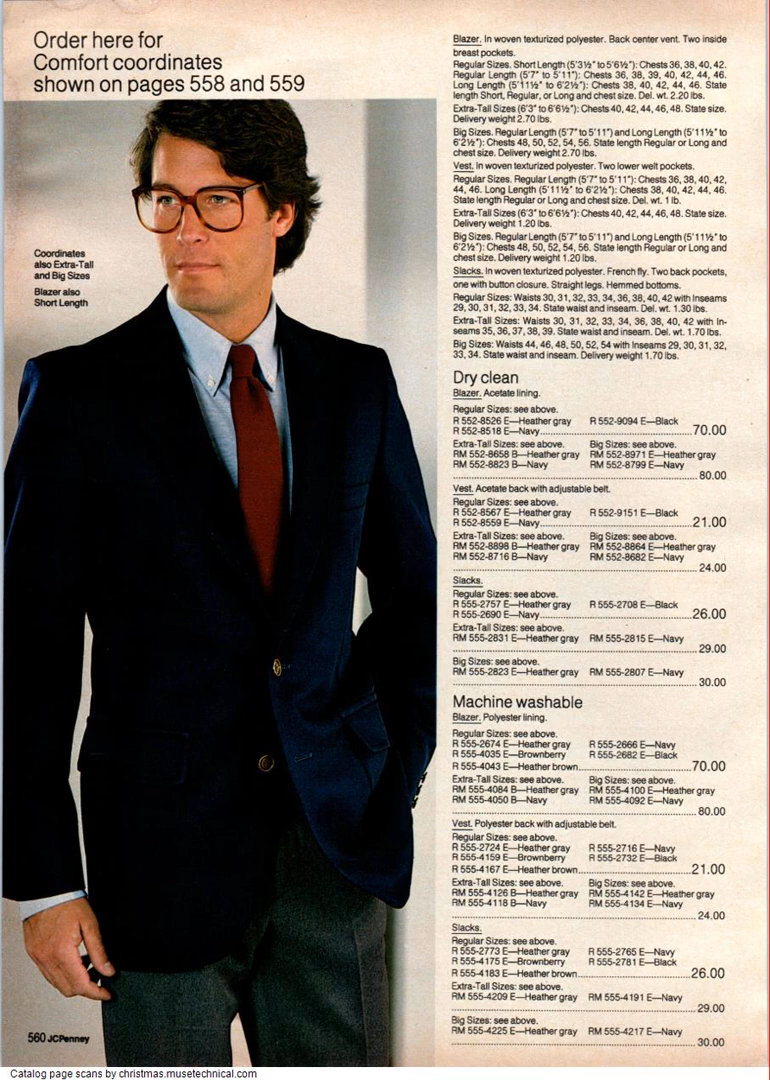 Order here for
Comfort coordinates
shown on pages 558 and 559
Coordinates
also Extra-Tall
and Big Sizes
Blazer also
Short Length
560 JCPenney
Blazer. In woven texturized polyester. Back center vent. Two inside
breast pockets.
Regular Sizes. Short Length (5'3½" to 5'6½"): Chests 36, 38, 40, 42.
Regular Length (5'7" to 5'11"): Chests 36, 38, 39, 40, 42, 44, 46.
Long Length (5'11½" to 6'2½"): Chests 38, 40, 42, 44, 46. State
length Short, Regular, or Long and chest size. Del. wt. 2.20 lbs.
Extra-Tall Sizes (6'3" to 6'6½"): Chests 40, 42, 44, 46, 48. State size.
Delivery weight 2.70 lbs.
Big Sizes. Regular Length (5'7" to 5'11") and Long Length (5'11½" to
6'2½"): Chests 48, 50, 52, 54, 56. State length Regular or Long and
chest size. Delivery weight 2.70 lbs.
Vest. In woven texturized polyester. Two lower welt pockets.
Regular Sizes. Regular Length (5'7" to 5'11"): Chests 36, 38, 40, 42,
44, 46. Long Length (5'11½" to 6'2½"): Chests 38, 40, 42, 44, 46.
State length Regular or Long and chest size. Del. wt. 1 lb.
Extra-Tall Sizes (6'3" to 6'6½"): Chests 40, 42, 44, 46, 48. State size.
Delivery weight 1.20 lbs.
Big Sizes. Regular Length (5'7" to 5'11") and Long Length (5'11½" to
6'2½"): Chests 48, 50, 52, 54, 56. State length Regular or Long and
chest size. Delivery weight 1.20 lbs.
Slacks. In woven texturized polyester. French fly. Two back pockets,
one with button closure. Straight legs. Hemmed bottoms.
Regular Sizes: Waists 30, 31, 32, 33, 34, 36, 38, 40, 42 with Inseams
29, 30, 31, 32, 33, 34. State waist and inseam. Del. wt. 1.30 lbs.
Extra-Tall Sizes: Waists 30, 31, 32, 33, 34, 36, 38, 40, 42 with In-
seams 35, 36, 37, 38, 39. State waist and inseam. Del. wt. 1.70 lbs.
Big Sizes: Waists 44, 46, 48, 50, 52, 54 with Inseams 29, 30, 31, 32,
33, 34. State waist and inseam. Delivery weight 1.70 lbs.
Dry clean
Blazer. Acetate lining.
Regular Sizes: see above.
R 552-8526 E—Heather gray R 552-9094 E—Black
R 552-8518 E—Navy 70.00
Extra-Tall Sizes: see above. Big Sizes: see above.
RM 552-8658 B—Heather gray RM 552-8971 E—Heather gray
RM 552-8823 B—Navy RM 552-8799 E—Navy
80.00
Vest. Acetate back with adjustable belt.
Regular Sizes: see above.
R 552-8567 E—Heather gray R 552-9151 E—Black
R 552-8559 E—Navy 21.00
Extra-Tall Sizes: see above. Big Sizes: see above.
RM 552-8898 B—Heather gray RM 552-8864 E—Heather gray
RM 552-8716 B—Navy RM 552-8682 E—Navy
24.00
Slacks.
Regular Sizes: see above.
R 555-2757 E—Heather gray R 555-2708 E—Black
R 555-2690 E—Navy 26.00
Extra-Tall Sizes: see above.
RM 555-2831 E—Heather gray RM 555-2815 E—Navy
29.00
Big Sizes: see above.
RM 555-2823 E—Heather gray RM 555-2807 E—Navy
30.00
Machine washable
Blazer. Polyester lining.
Regular Sizes: see above.
R 555-2674 E—Heather gray R 555-2666 E—Navy
R 555-4035 E—Brownberry R 555-2682 E—Black
R 555-4043 E—Heather brown 70.00
Extra-Tall Sizes: see above. Big Sizes: see above.
RM 555-4084 B—Heather gray RM 555-4100 E—Heather gray
RM 555-4050 B—Navy RM 555-4092 E—Navy
80.00
Vest. Polyester back with adjustable belt.
Regular Sizes: see above.
R 555-2724 E—Heather gray R 555-2716 E—Navy
R 555-4159 E—Brownberry R 555-2732 E—Black
R 555-4167 E—Heather brown 21.00
Extra-Tall Sizes: see above. Big Sizes: see above.
RM 555-4126 B—Heather gray RM 555-4142 E—Heather gray
RM 555-4118 B—Navy RM 555-4134 E—Navy
24.00
Slacks.
Regular Sizes: see above.
R 555-2773 E—Heather gray R 555-2765 E—Navy
R 555-4175 E—Brownberry R 555-2781 E—Black
R 555-4183 E—Heather brown 26.00
Extra-Tall Sizes: see above.
RM 555-4209 E—Heather gray RM 555-4191 E—Navy
29.00
Big Sizes: see above.
RM 555-4225 E—Heather gray RM 555-4217 E—Navy
30.00
Catalog page scans by christmas.musetechnical.com